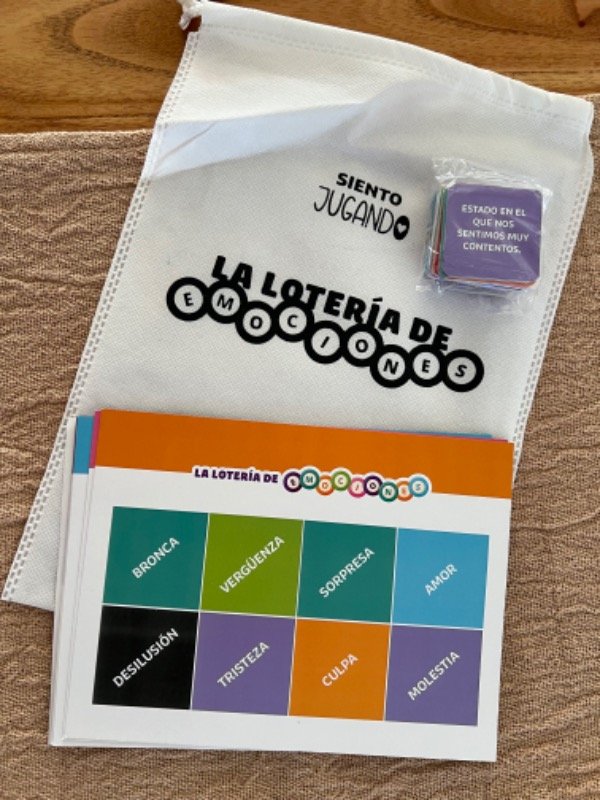 SIENTO
JUGANDO
ESTADO EN EL
QUE NOS
SENTIMOS MUY
CONTENTOS.
LA LOTERÍA DE
EMOCIONES
LA LOTERÍA DE EMOCIONES
BRONCA
VERGÜENZA
SORPRESA
AMOR
DESILUSIÓN
TRISTEZA
CULPA
MOLESTIA